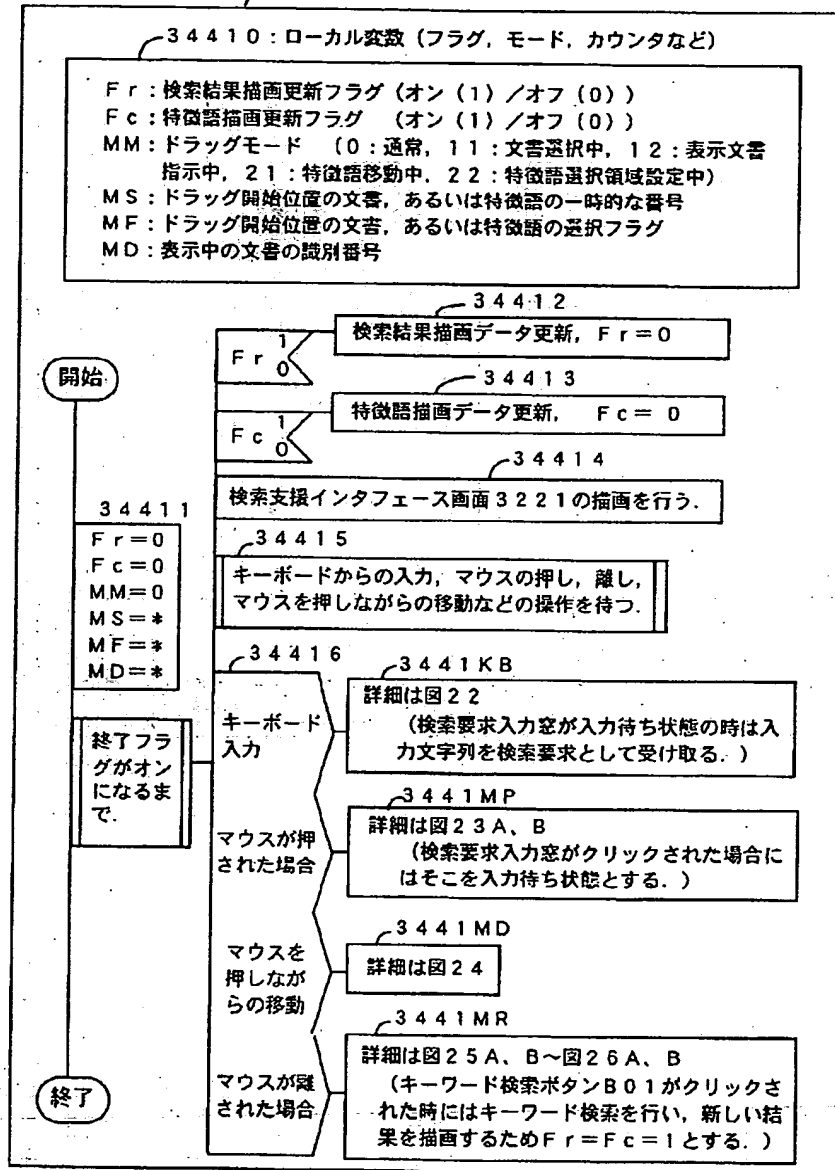 34410：ローカル変数（フラグ，モード，カウンタなど）
Ｆｒ：検索結果描画更新フラグ（オン（１）／オフ（０））
Ｆｃ：特徴語描画更新フラグ　（オン（１）／オフ（０））
ＭＭ：ドラッグモード　（０：通常，１１：文書選択中，１２：表示文書
指示中，２１：特徴語移動中，２２：特徴語選択領域設定中）
ＭＳ：ドラッグ開始位置の文書，あるいは特徴語の一時的な番号
ＭＦ：ドラッグ開始位置の文書，あるいは特徴語の選択フラグ
ＭＤ：表示中の文書の識別番号
開始
34411
Ｆｒ＝０
Ｆｃ＝０
ＭＭ＝０
ＭＳ＝＊
ＭＦ＝＊
ＭＤ＝＊
終了フラ
グがオン
になるま
で．
終了
34412
Ｆｒ　１　０
検索結果描画データ更新，Ｆｒ＝０
34413
Ｆｃ　１　０
特徴語描画データ更新，　Ｆｃ＝　０
34414
検索支援インタフェース画面３２２１の描画を行う．
34415
キーボードからの入力，マウスの押し，離し，
マウスを押しながらの移動などの操作を待つ．
34416
キーボード
入力
3441KB
詳細は図２２
（検索要求入力窓が入力待ち状態の時は入
力文字列を検索要求として受け取る．）
マウスが押
された場合
3441MP
詳細は図２３Ａ、Ｂ
（検索要求入力窓がクリックされた場合に
はそこを入力待ち状態とする．）
マウスを
押しなが
らの移動
3441MD
詳細は図２４
マウスが離
された場合
3441MR
詳細は図２５Ａ、Ｂ～図２６Ａ、Ｂ
（キーワード検索ボタンＢ０１がクリックさ
れた時にはキーワード検索を行い，新しい結
果を描画するためＦｒ＝Ｆｃ＝１とする．）